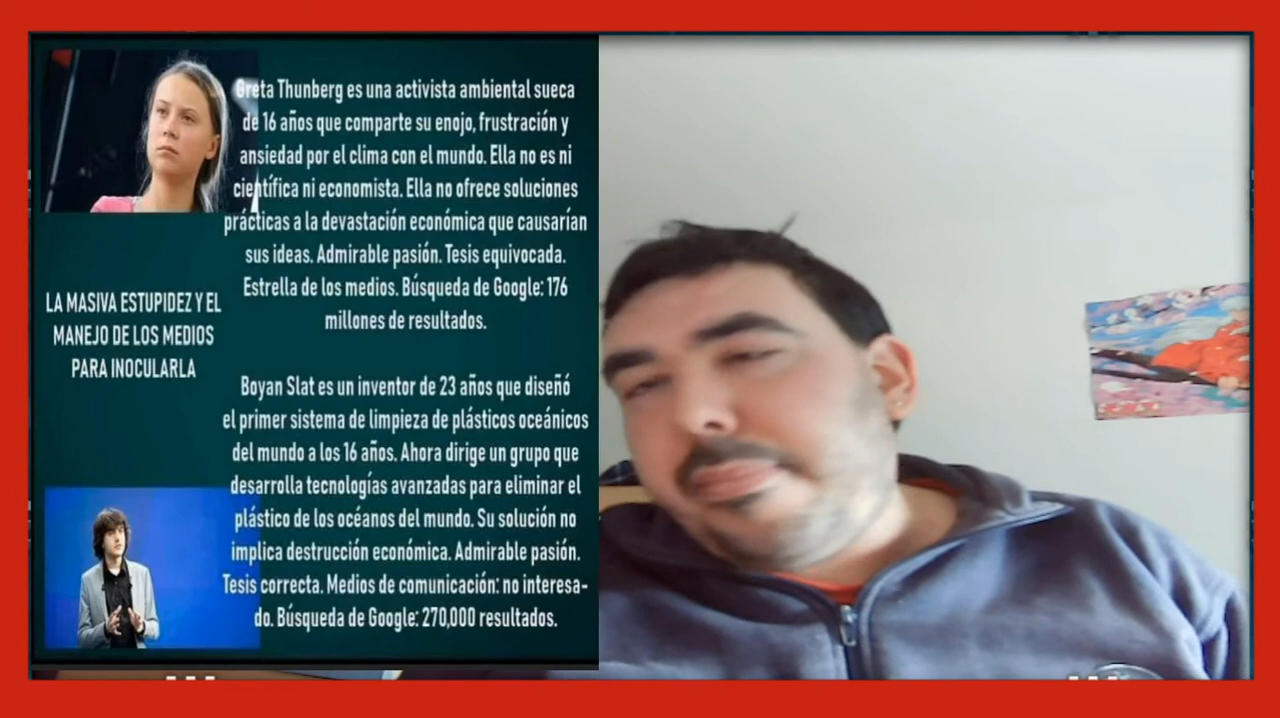 Greta Thunberg es una activista ambiental sueca
de 16 años que comparte su enojo, frustración y
ansiedad por el clima con el mundo. Ella no es ni
científica ni economista. Ella no ofrece soluciones
prácticas a la devastación económica que causarían
sus ideas. Admirable pasión. Tesis equivocada.
Estrella de los medios. Búsqueda de Google: 176
millones de resultados.
LA MASIVA ESTUPIDEZ Y EL
MANEJO DE LOS MEDIOS
PARA INOCULARLA
Boyan Slat es un inventor de 23 años que diseñó
el primer sistema de limpieza de plásticos oceánicos
del mundo a los 16 años. Ahora dirige un grupo que
desarrolla tecnologías avanzadas para eliminar el
plástico de los océanos del mundo. Su solución no
implica destrucción económica. Admirable pasión.
Tesis correcta. Medios de comunicación: no interesa-
do. Búsqueda de Google: 270,000 resultados.